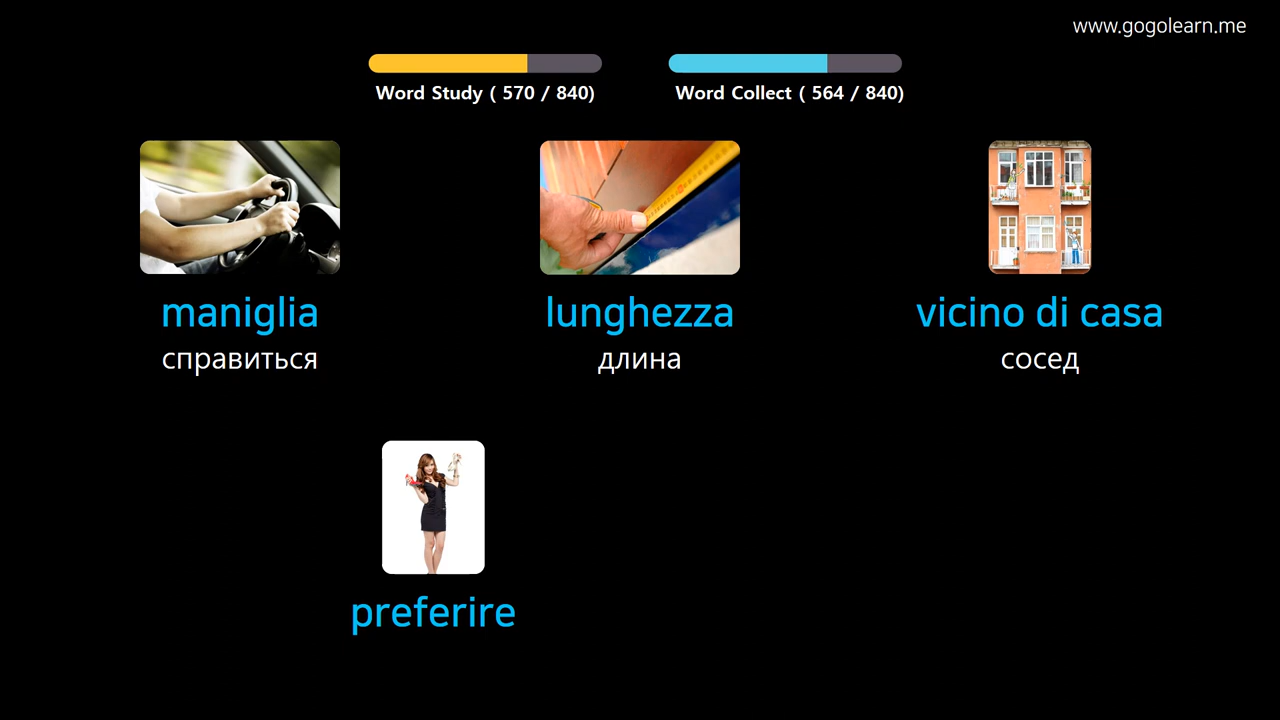 www.gogolearn.me
Word Study ( 570 / 840)
Word Collect ( 564 / 840)
maniglia
справиться
lunghezza
длина
vicino di casa
сосед
preferire